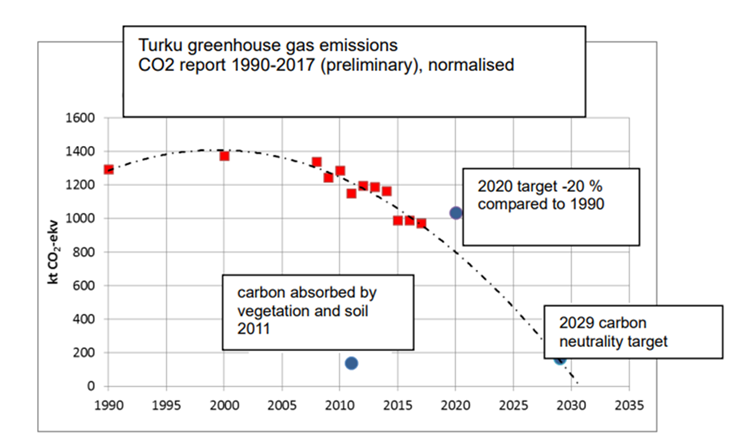 Turku greenhouse gas emissions
CO2 report 1990-2017 (preliminary), normalised
1600
1400
1200
1000
800
600
400
200
0
kt CO₂-ekv
2020 target -20 %
compared to 1990
carbon absorbed by
vegetation and soil
2011
2029 carbon
neutrality target
1990
1995
2000
2005
2010
2015
2020
2025
2030
2035